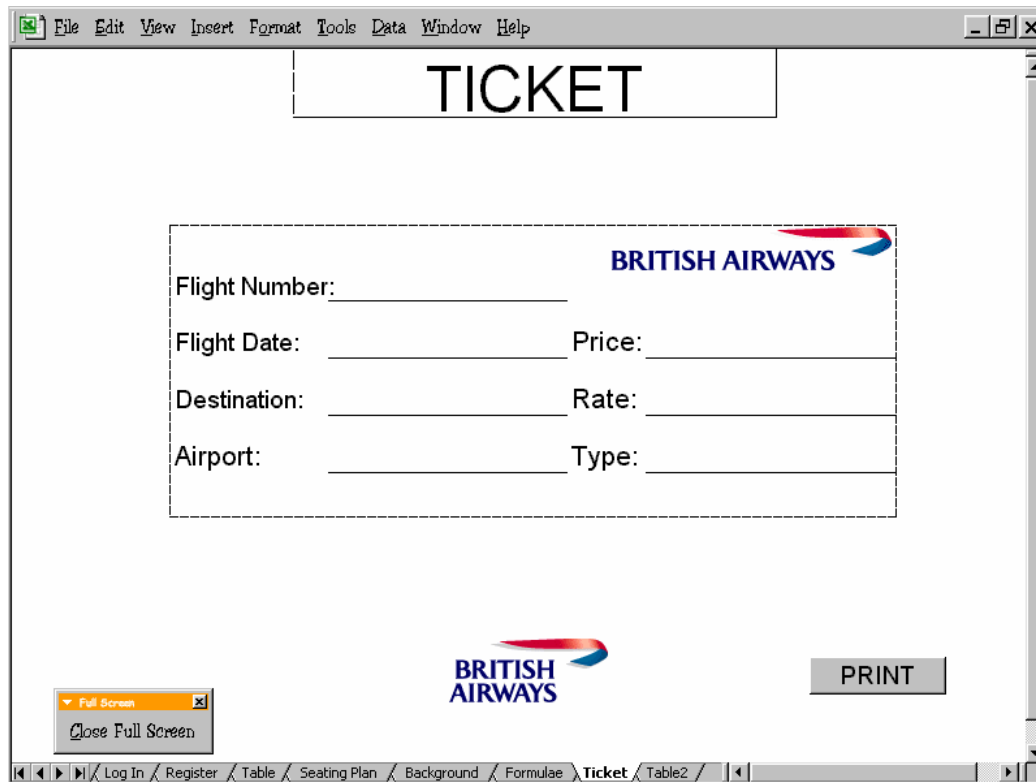 File Edit View Insert Format Tools Data Window Help
TICKET
BRITISH AIRWAYS
Flight Number:
Flight Date: Price:
Destination: Rate:
Airport: Type:
BRITISH
AIRWAYS
PRINT
Full Screen
Close Full Screen
Log In Register Table Seating Plan Background Formulae Ticket Table2